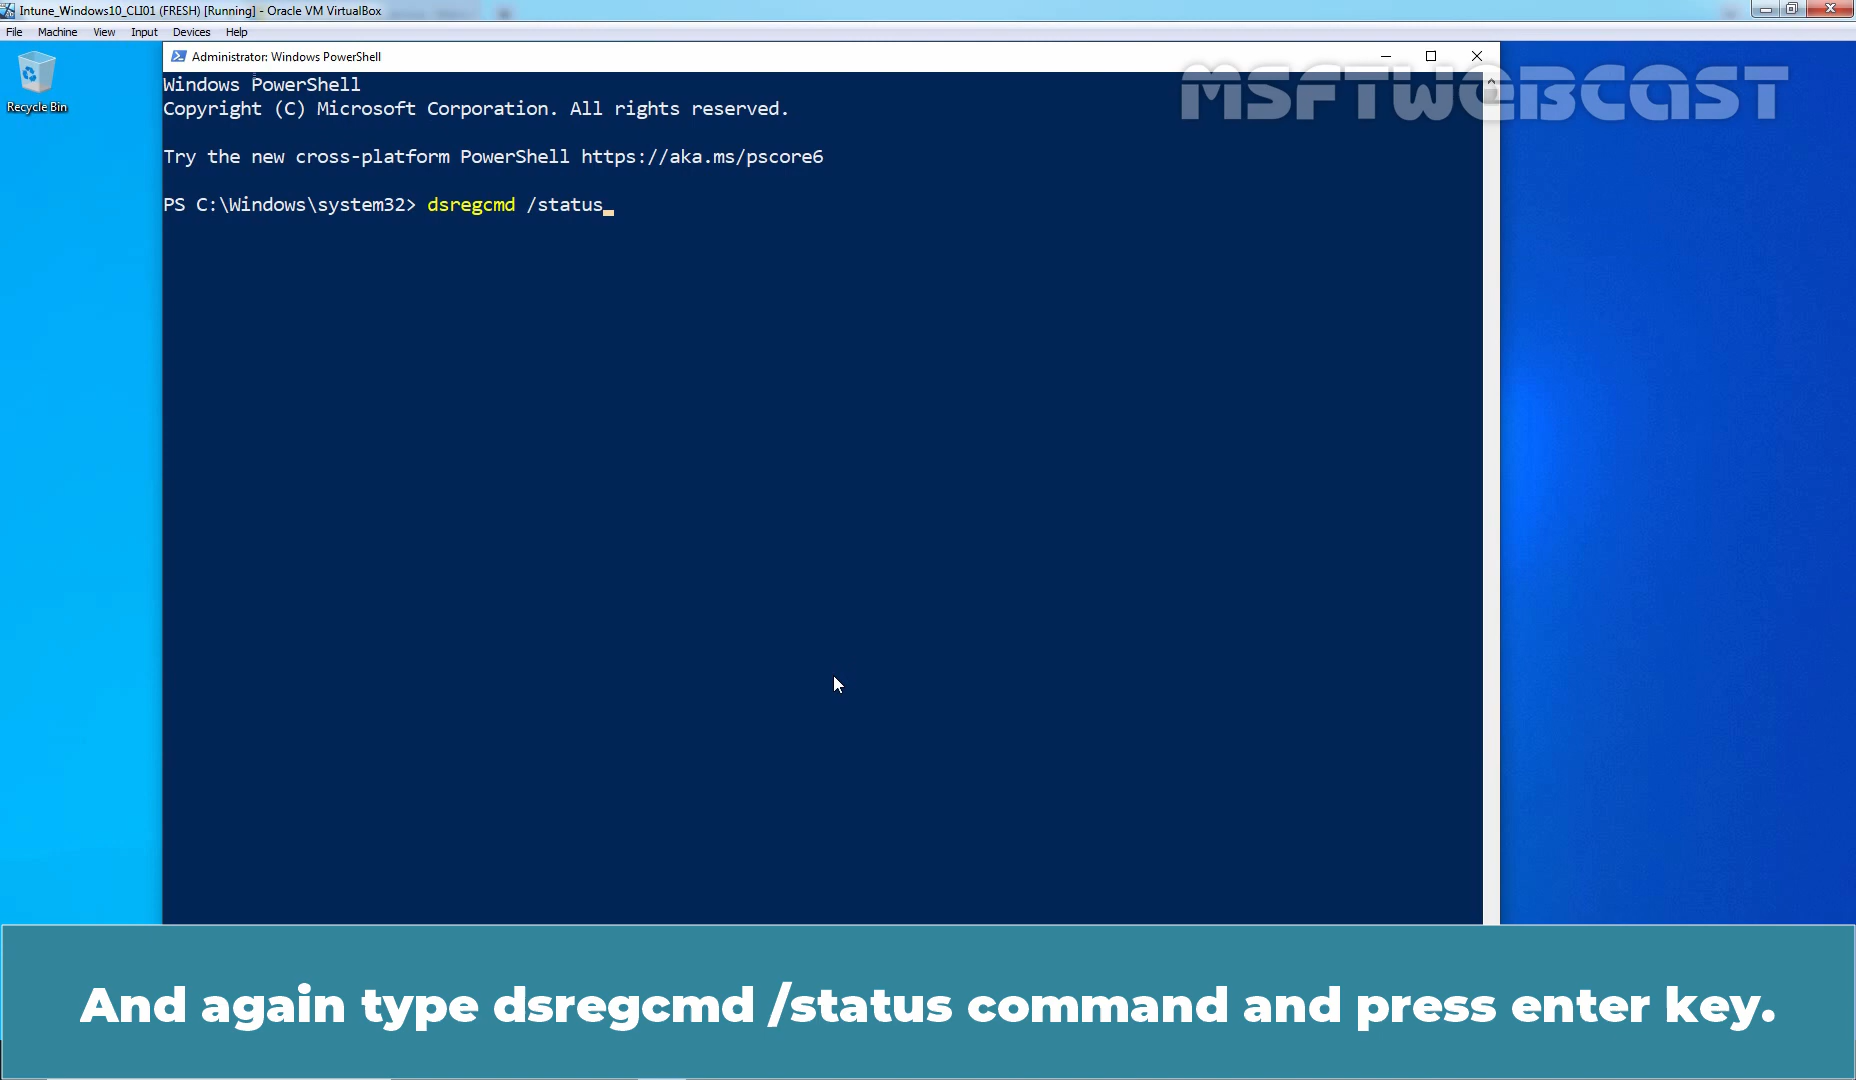 Intune_Windows10_CLI01 (FRESH) [Running] - Oracle VM VirtualBox
File Machine View Input Devices Help
Recycle Bin
Administrator: Windows PowerShell
MSFTWEBCAST
Windows PowerShell
Copyright (C) Microsoft Corporation. All rights reserved.
Try the new cross-platform PowerShell https://aka.ms/pscore6
PS C:\Windows\system32> dsregcmd /status
And again type dsregcmd /status command and press enter key.